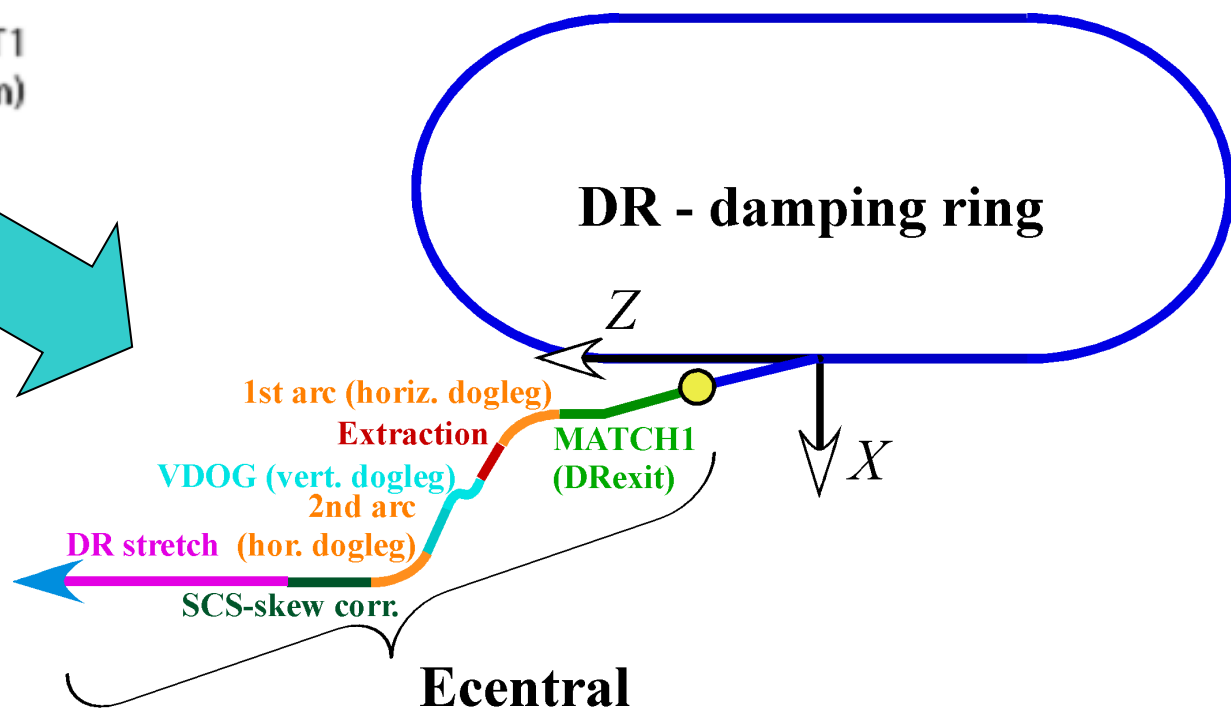 T1
m)
DR - damping ring
Z
1st arc (horiz. dogleg)
Extraction
MATCH1
(DRexit)
X
VDOG (vert. dogleg)
2nd arc
DR stretch (hor. dogleg)
SCS-skew corr.
Ecentral